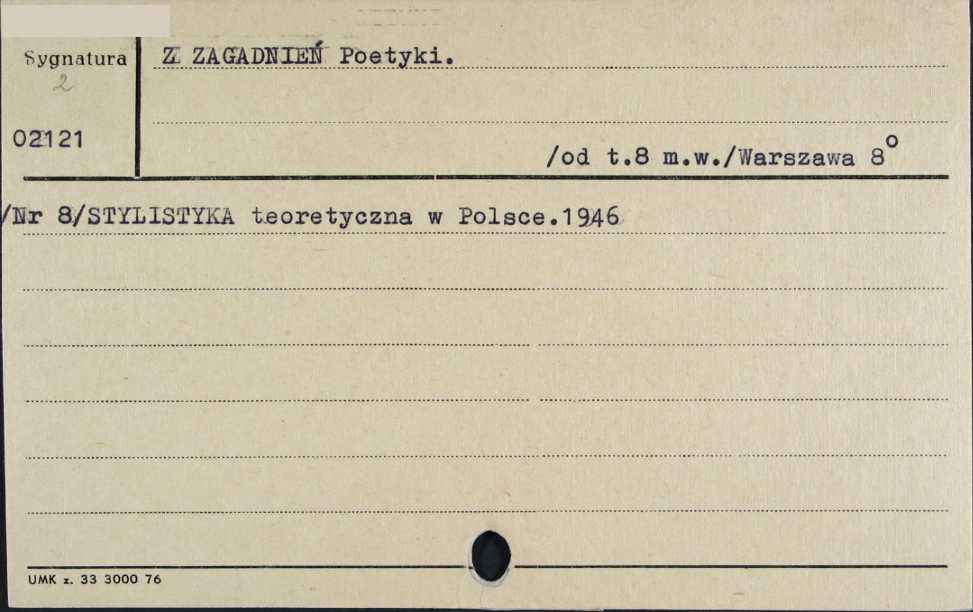 Sygnatura
2
02121
Z ZAGADNIEŃ Poetyki.
/od t.8 m.w./Warszawa 8°
/Nr 8/STYLISTYKA teoretyczna w Polsce.1946
UMK z. 33 3000 76